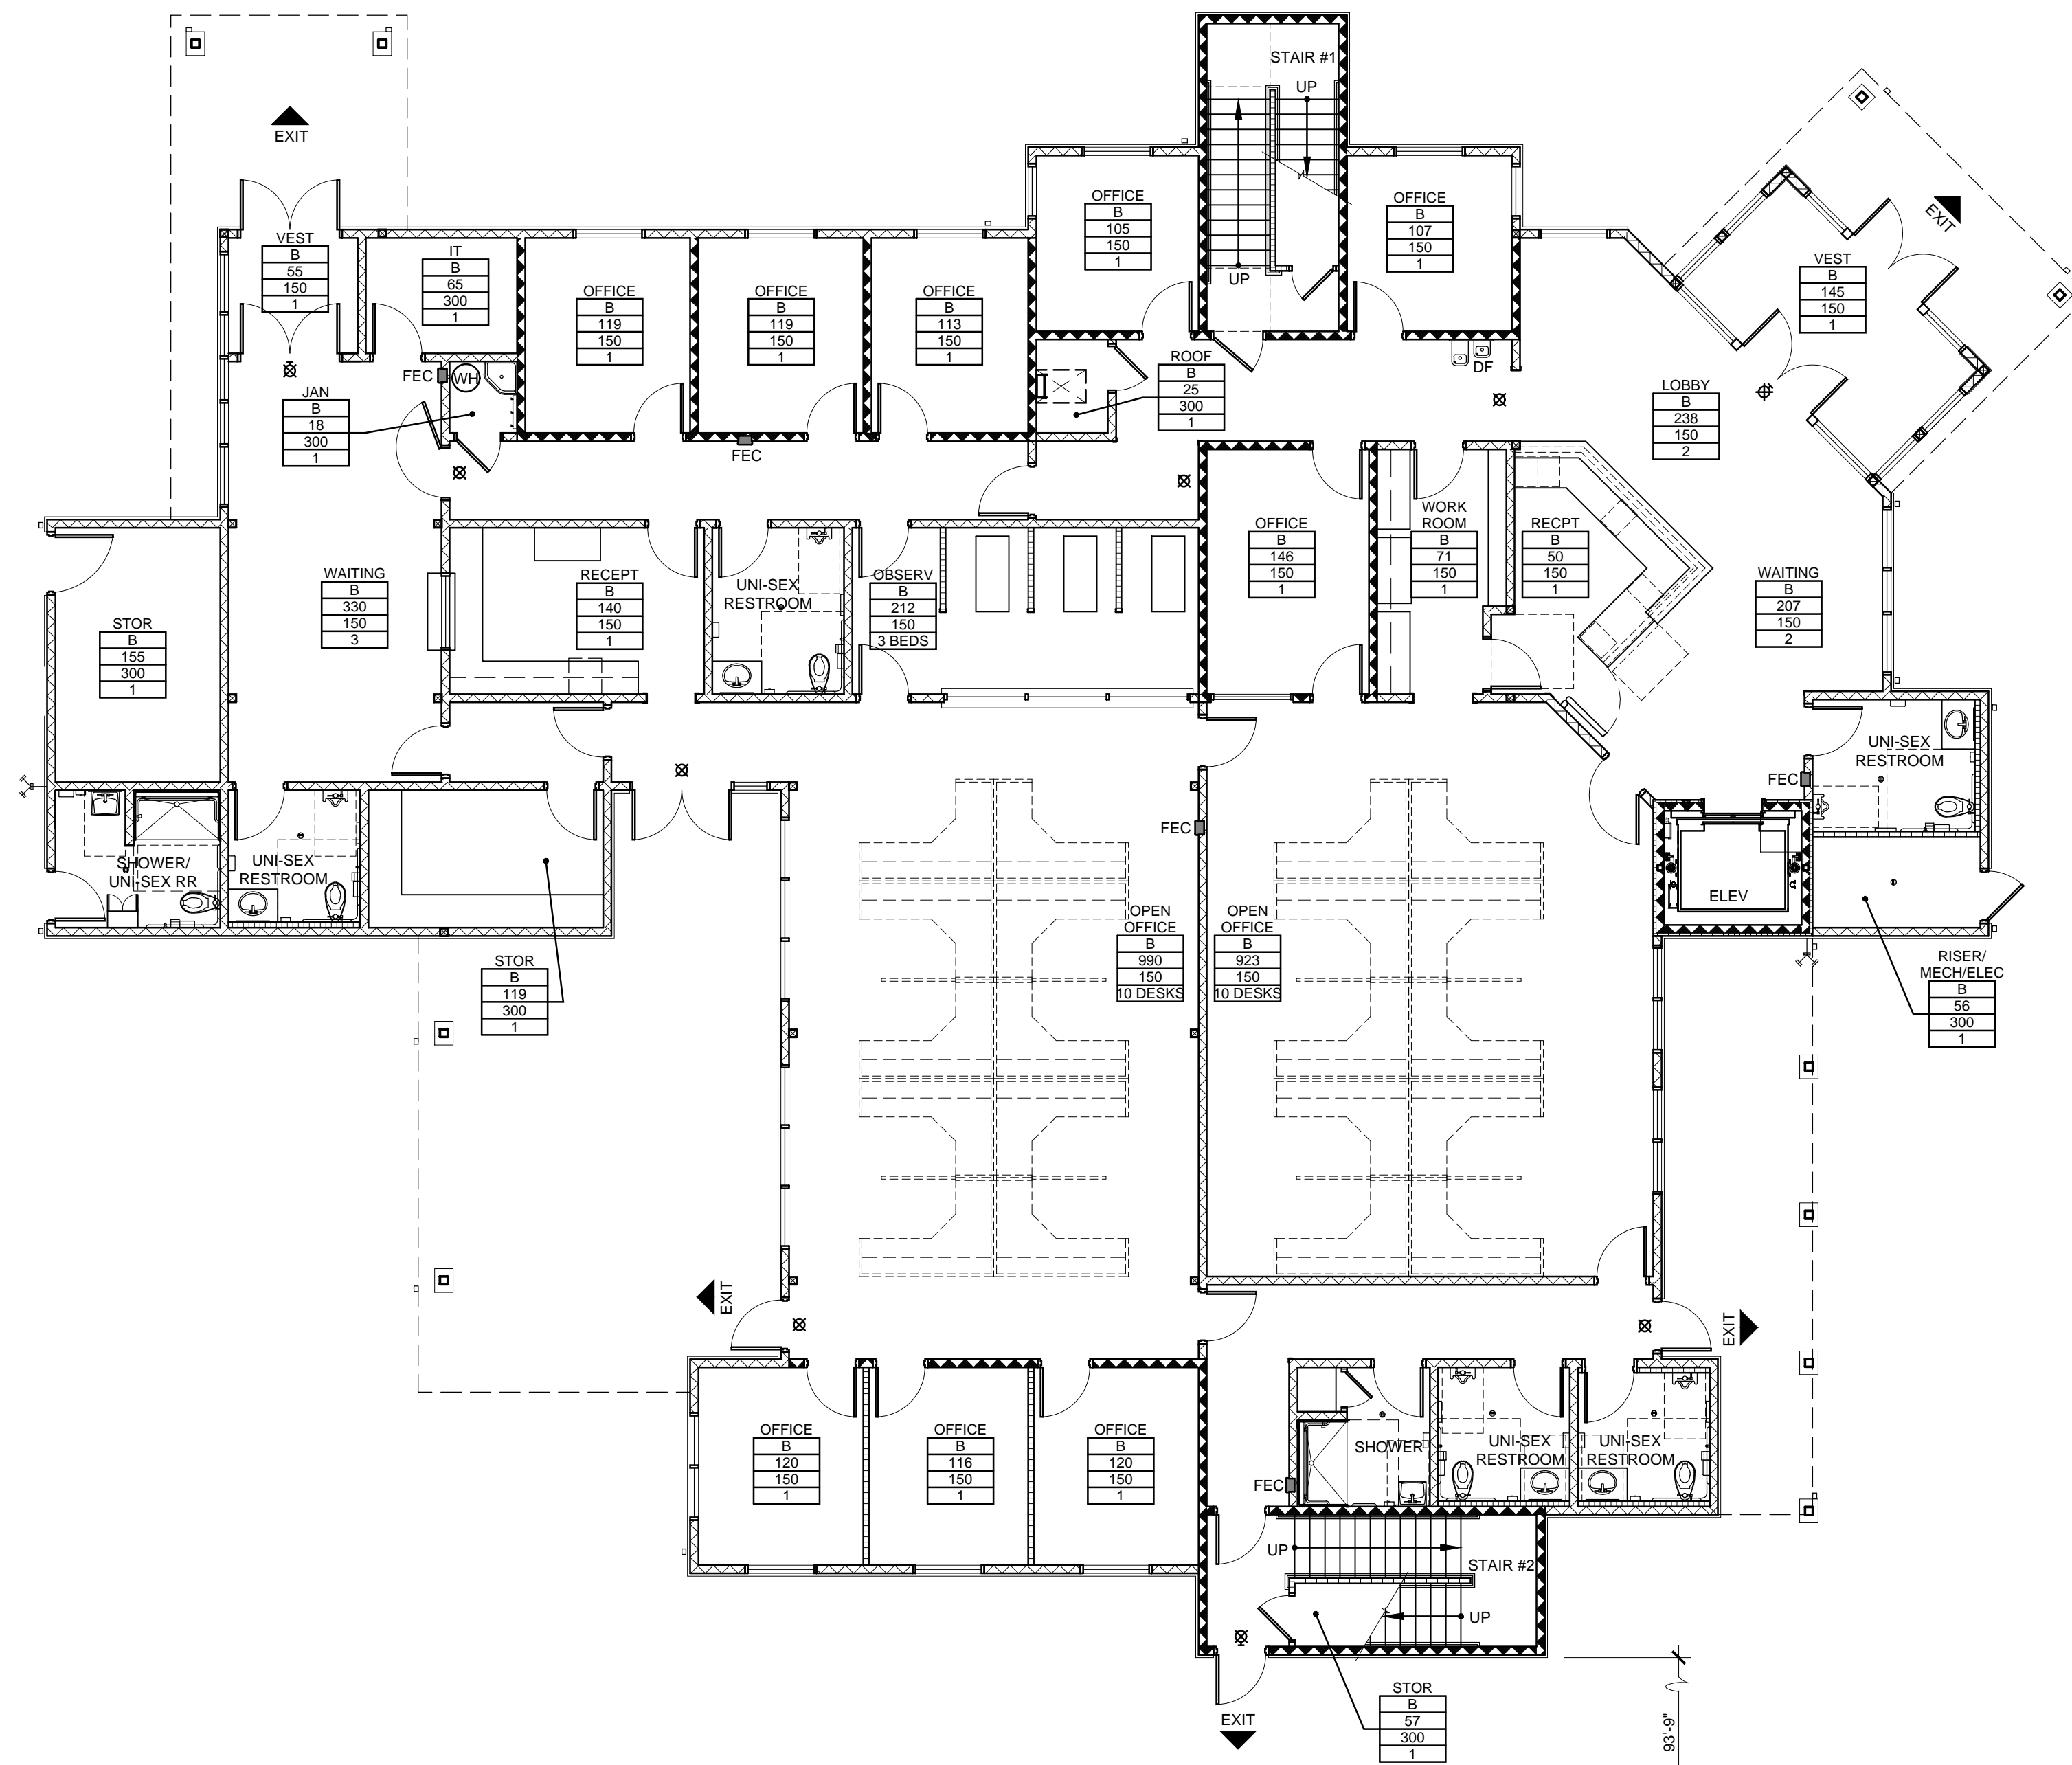 STAIR #1
UP
UP
EXIT
EXIT
VEST
B
55
150
1
IT
B
65
300
1
OFFICE
B
119
150
1
OFFICE
B
119
150
1
OFFICE
B
113
150
1
OFFICE
B
105
150
1
OFFICE
B
107
150
1
VEST
B
145
150
1
FEC
WH
JAN
B
18
300
1
FEC
ROOF
B
25
300
1
DF
LOBBY
B
238
150
2
STOR
B
155
300
1
WAITING
B
330
150
3
RECEPT
B
140
150
1
UNI-SEX
RESTROOM
OBSERV
B
212
150
3 BEDS
OFFICE
B
146
150
1
WORK
ROOM
B
71
150
1
RECPT
B
50
150
1
WAITING
B
207
150
2
UNI-SEX
RESTROOM
FEC
FEC
SHOWER/
UNI-SEX RR
UNI-SEX
RESTROOM
STOR
B
119
300
1
OPEN
OFFICE
B
990
150
10 DESKS
OPEN
OFFICE
B
923
150
10 DESKS
ELEV
RISER/
MECH/ELEC
B
56
300
1
EXIT
EXIT
OFFICE
B
120
150
1
OFFICE
B
116
150
1
OFFICE
B
120
150
1
FEC
SHOWER
UNI-SEX
RESTROOM
UNI-SEX
RESTROOM
UP
STAIR #2
UP
EXIT
STOR
B
57
300
1
93'-9"